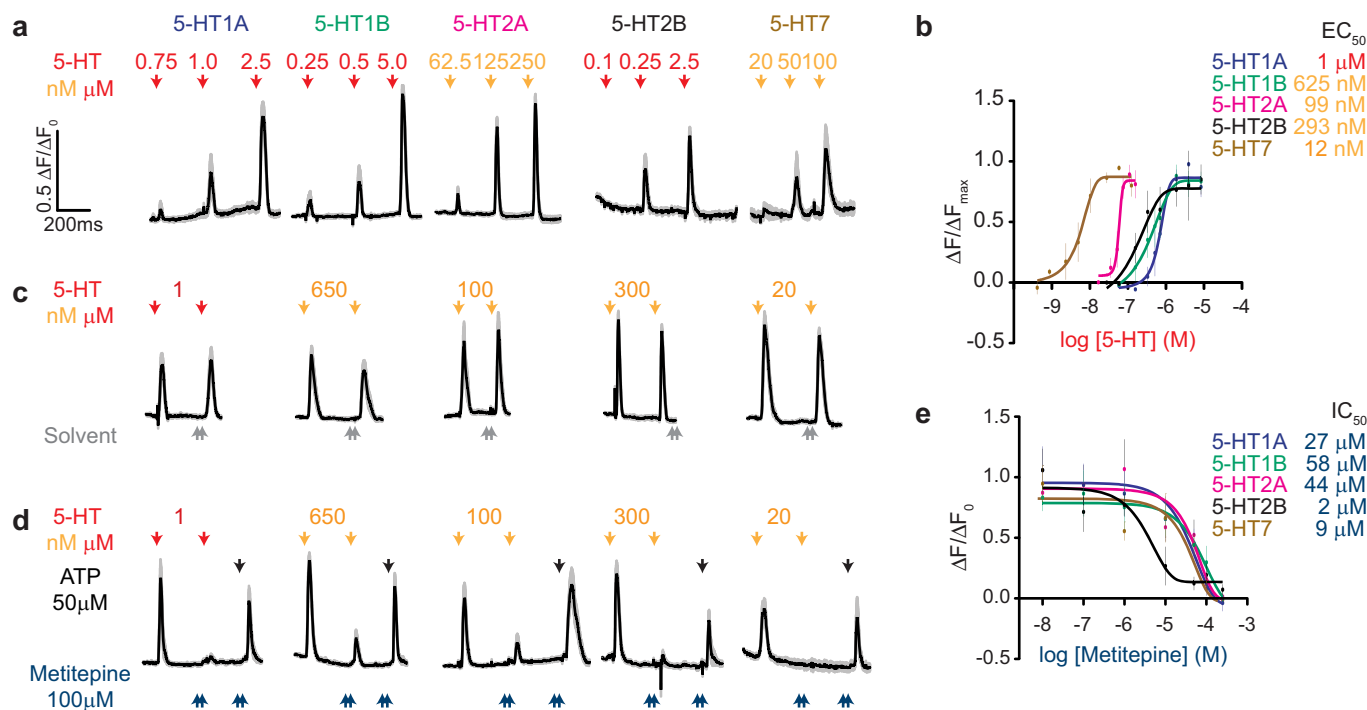 a
5-HT1A 5-HT1B 5-HT2A 5-HT2B 5-HT7
5-HT 0.75 1.0 2.5 0.25 0.5 5.0 62.5 125 250 0.1 0.25 2.5 20 50 100
nM μM
0.5 ΔF/ΔF0
200ms
b
EC50
5-HT1A 1 μM
5-HT1B 625 nM
5-HT2A 99 nM
5-HT2B 293 nM
5-HT7 12 nM
ΔF/ΔFmax
1.5
1.0
0.5
0.0
-0.5
-9 -8 -7 -6 -5 -4
log [5-HT] (M)
c
5-HT 1 650 100 300 20
nM μM
Solvent
d
5-HT 1 650 100 300 20
nM μM
ATP
50μM
Metitepine
100μM
e
IC50
5-HT1A 27 μM
5-HT1B 58 μM
5-HT2A 44 μM
5-HT2B 2 μM
5-HT7 9 μM
ΔF/ΔF0
1.5
1.0
0.5
0.0
-0.5
-8 -7 -6 -5 -4 -3
log [Metitepine] (M)